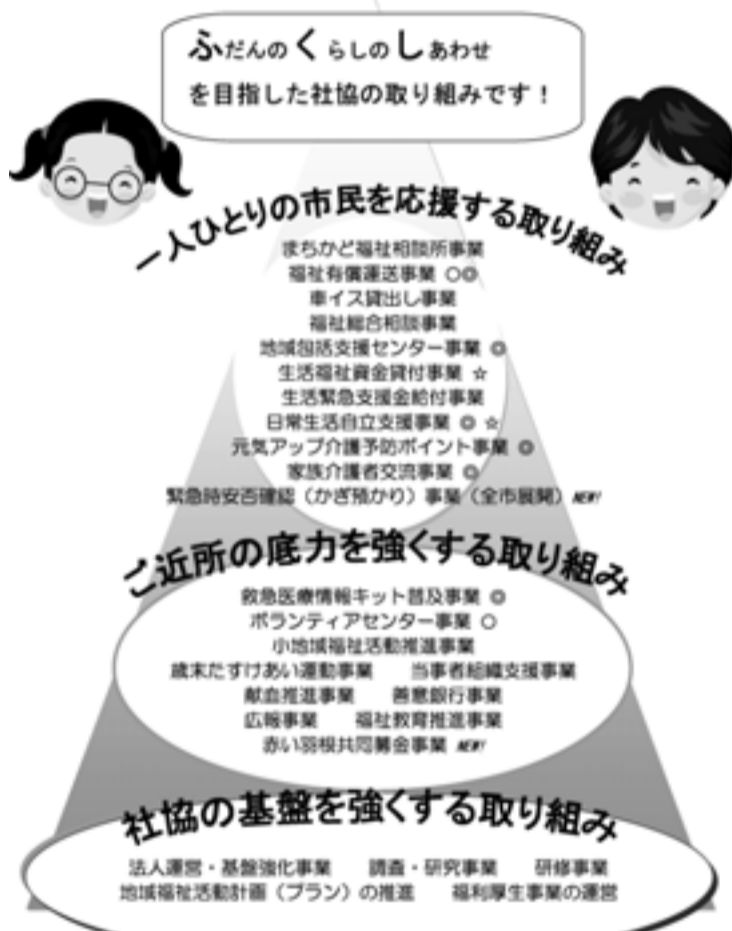 ふだんのくらしのしあわせ
を目指した社協の取り組みです！
一人ひとりの市民を応援する取り組み
まちかど福祉相談所事業
福祉有償運送事業 ○◎
車イス貸出し事業
福祉総合相談事業
地域包括支援センター事業 ◎
生活福祉資金貸付事業 ☆
生活緊急支援金給付事業
日常生活自立支援事業 ◎ ☆
元気アップ介護予防ポイント事業 ◎
家族介護者交流事業 ◎
緊急時安否確認（かぎ預かり）事業（全市展開） NEW!
ご近所の底力を強くする取り組み
救急医療情報キット普及事業 ◎
ボランティアセンター事業 ○
小地域福祉活動推進事業
歳末たすけあい運動事業 当事者組織支援事業
献血推進事業 善意銀行事業
広報事業 福祉教育推進事業
赤い羽根共同募金事業 NEW!
社協の基盤を強くする取り組み
法人運営・基盤強化事業 調査・研究事業 研修事業
地域福祉活動計画（プラン）の推進 福利厚生事業の運営